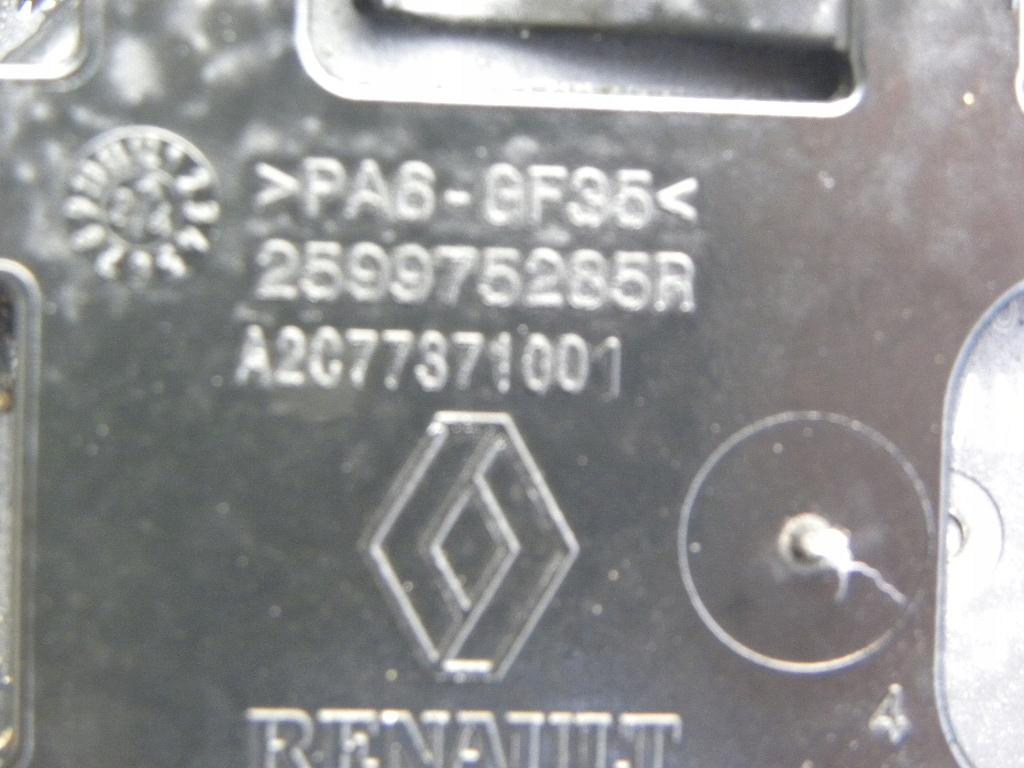 >PA6-GF35<
259975285R
A2C77371001
RENAULT
4